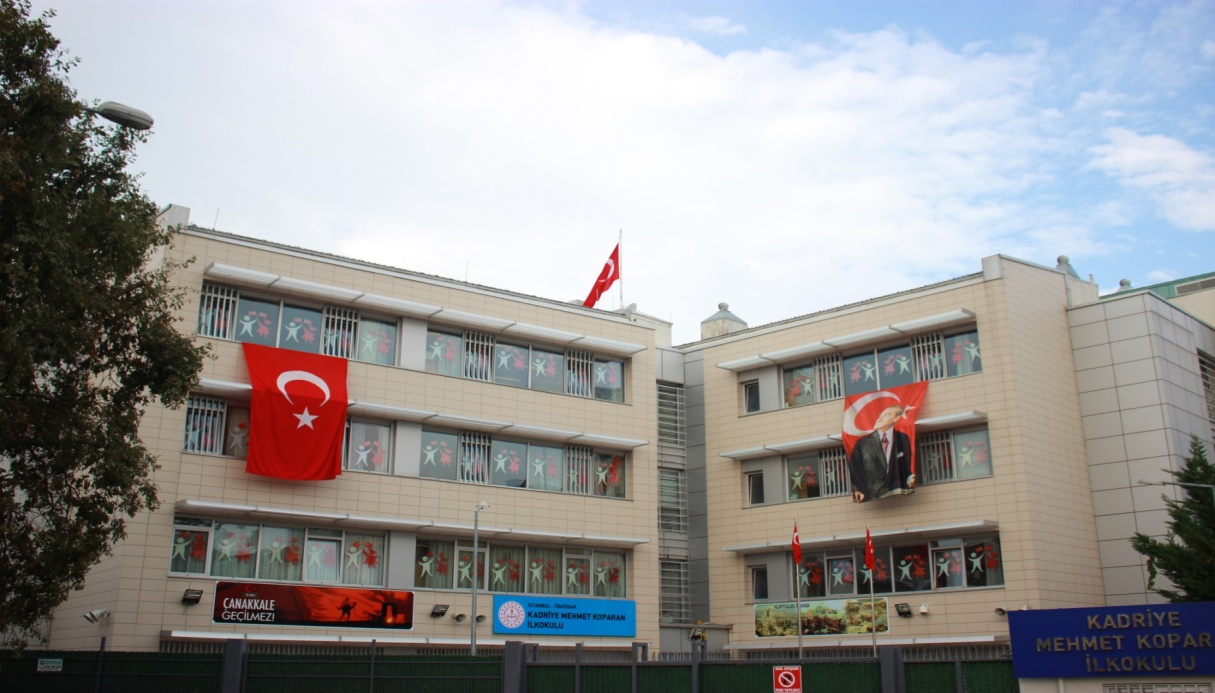 ÇANAKKALE
GEÇİLMEZ!
İSTANBUL - ÜSKÜDAR
KADRİYE MEHMET KOPARAN
İLKOKULU
KADRİYE
MEHMET KOPARAN
İLKOKULU